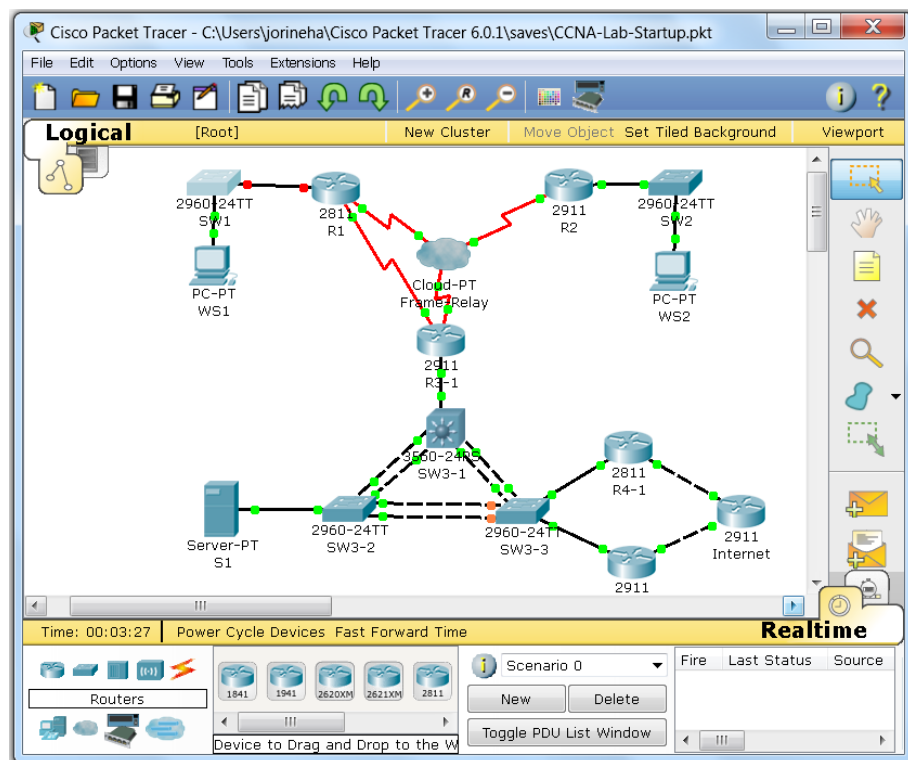 Cisco Packet Tracer - C:\Users\jorineha\Cisco Packet Tracer 6.0.1\saves\CCNA-Lab-Startup.pkt
File Edit Options View Tools Extensions Help
Logical [Root] New Cluster Move Object Set Tiled Background Viewport
2960-24TT
SW1
2811
R1
2911
R2
2960-24TT
SW2
PC-PT
WS1
Cloud-PT
Frame-Relay
PC-PT
WS2
2911
R3-1
3560-24PS
SW3-1
2811
R4-1
Server-PT
S1
2960-24TT
SW3-2
2960-24TT
SW3-3
2911
Internet
2911
Time: 00:03:27 Power Cycle Devices Fast Forward Time Realtime
Routers
1841 1941 2620XM 2621XM 2811
Device to Drag and Drop to the W
Scenario 0
New Delete
Toggle PDU List Window
Fire Last Status Source